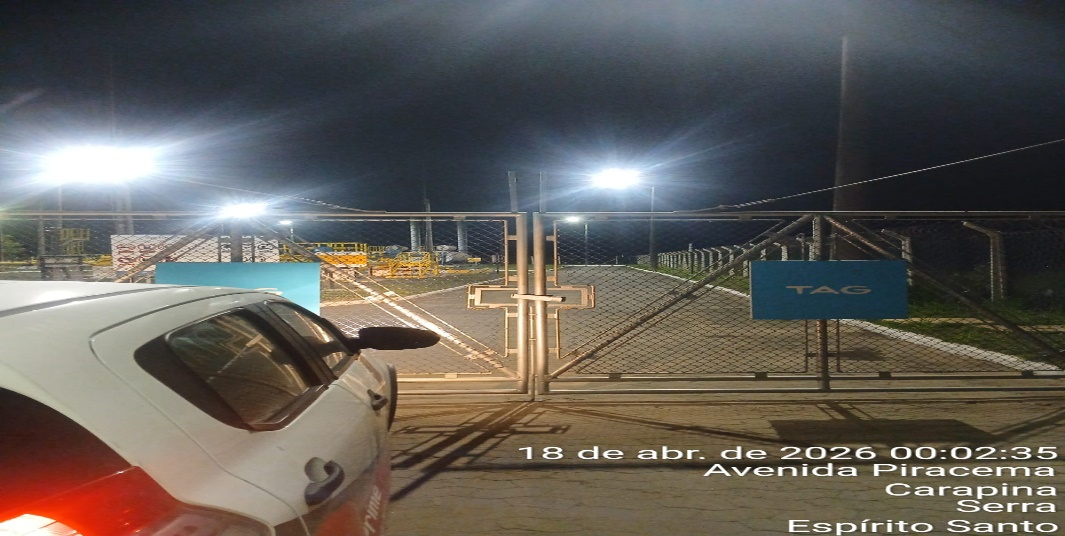 TAG
18 de abr. de 2026 00:02:35
Avenida Piracema
Carapina
Serra
Espírito Santo